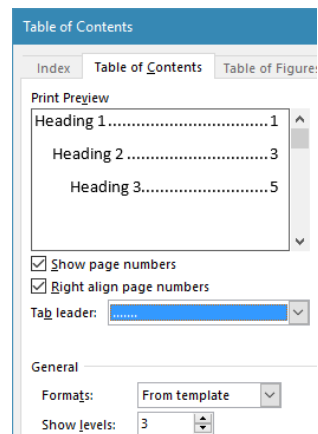 Table of Contents
Index Table of Contents Table of Figures
Print Preview
Heading 1....................................1
Heading 2 ................................3
Heading 3............................5
Show page numbers
Right align page numbers
Tab leader: .......
General
Formats: From template
Show levels: 3